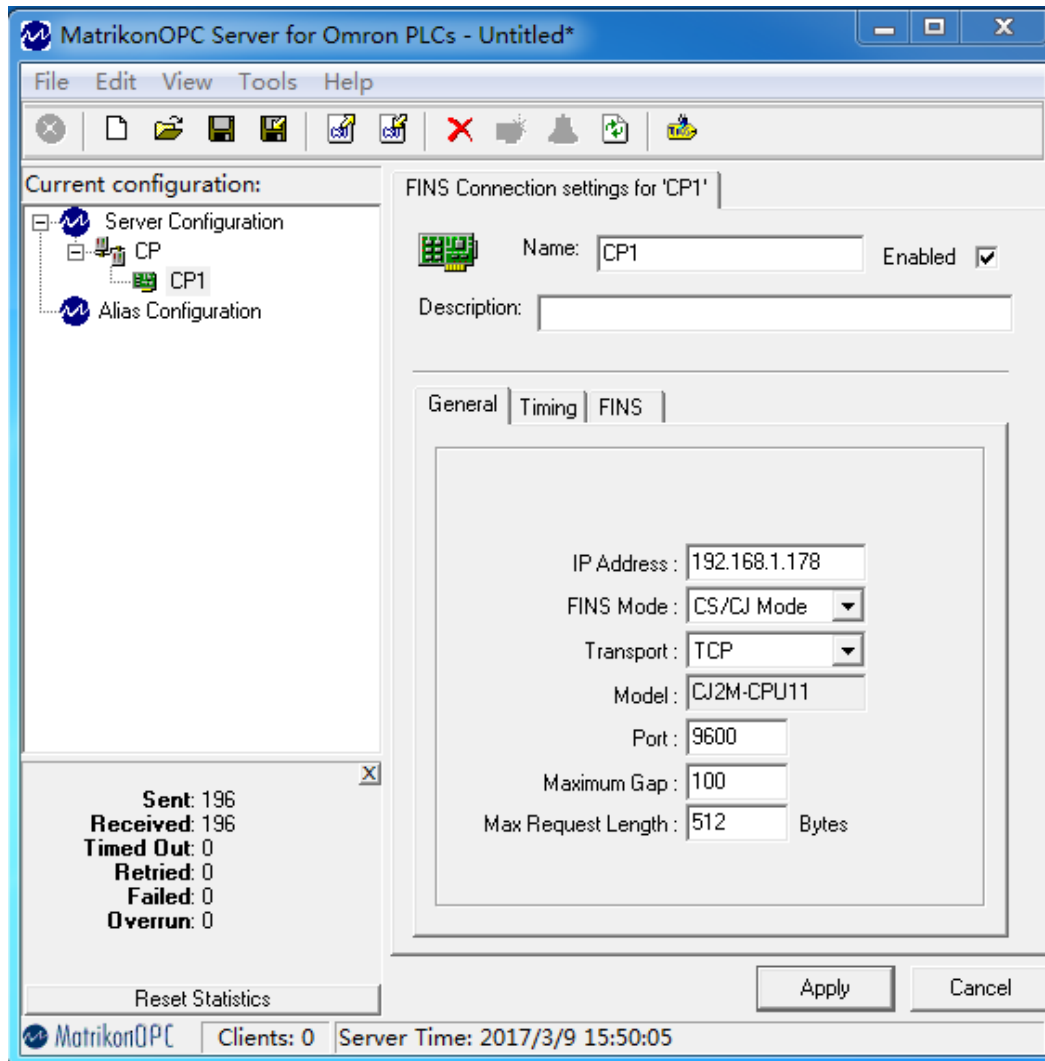 MatrikonOPC Server for Omron PLCs - Untitled*
File Edit View Tools Help
Current configuration:
Server Configuration
CP
CP1
Alias Configuration
FINS Connection settings for 'CP1'
Name: CP1 Enabled
Description:
General Timing FINS
IP Address : 192.168.1.178
FINS Mode : CS/CJ Mode
Transport : TCP
Model : CJ2M-CPU11
Port : 9600
Maximum Gap : 100
Max Request Length : 512 Bytes
Sent: 196
Received: 196
Timed Out: 0
Retried: 0
Failed: 0
Overrun: 0
Reset Statistics
Apply Cancel
MatrikonOPC Clients: 0 Server Time: 2017/3/9 15:50:05